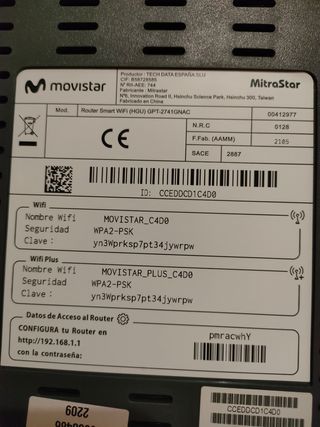 movistar
Productor : TECH DATA ESPAÑA SLU
CIF: B58728585
Nº RII-AEE: 744
Fabricante : Mitrastar
Nº6, Innovation Road II, Hsinchu Science Park, Hsinchu 300, Taiwan
Fabricado en China
MitraStar
Mod. Router Smart WiFi (HGU) GPT-2741GNAC 00412977
CE
N.R.C 0128
F.Fab. (AAMM) 2105
SACE 2887
ID: CCEDDCD1C4D0
Wifi
Nombre Wifi MOVISTAR_C4D0
Seguridad WPA2-PSK
Clave : yn3Wprksp7pt34jywrpw
Wifi Plus
Nombre Wifi MOVISTAR_PLUS_C4D0
Seguridad WPA2-PSK
Clave : yn3Wprksp7pt34jywrpw
Datos de Acceso al Router
CONFIGURA tu Router en
http://192.168.1.1
con la contraseña:
pmracwhY
CCEDDCD1C4D0
2209